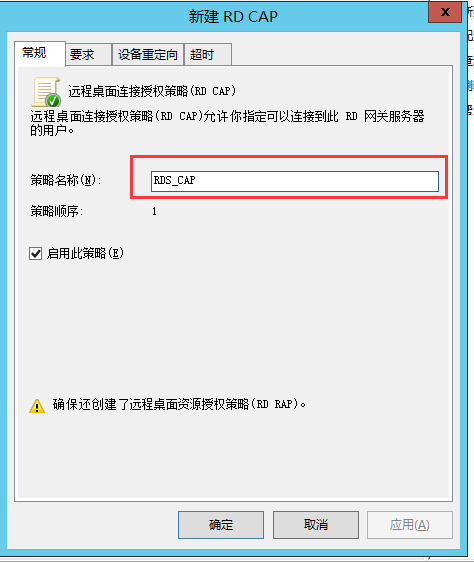 新建 RD CAP
x
常规 要求 设备重定向 超时
远程桌面连接授权策略(RD CAP)
远程桌面连接授权策略(RD CAP)允许你指定可以连接到此 RD 网关服务器
的用户。
策略名称(N): RDS_CAP
策略顺序: 1
启用此策略(E)
确保还创建了远程桌面资源授权策略(RD RAP)。
确定 取消 应用(A)